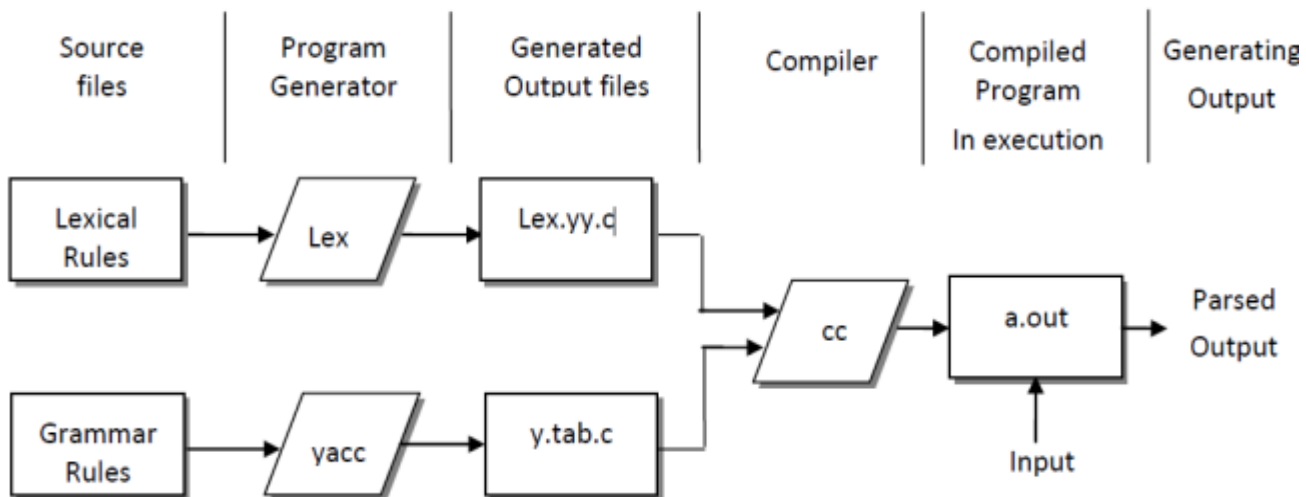 Source
files
Program
Generator
Generated
Output files
Compiler
Compiled
Program
In execution
Generating
Output
Lexical
Rules
Lex
Lex.yy.c
cc
a.out
Parsed
Output
Grammar
Rules
yacc
y.tab.c
Input